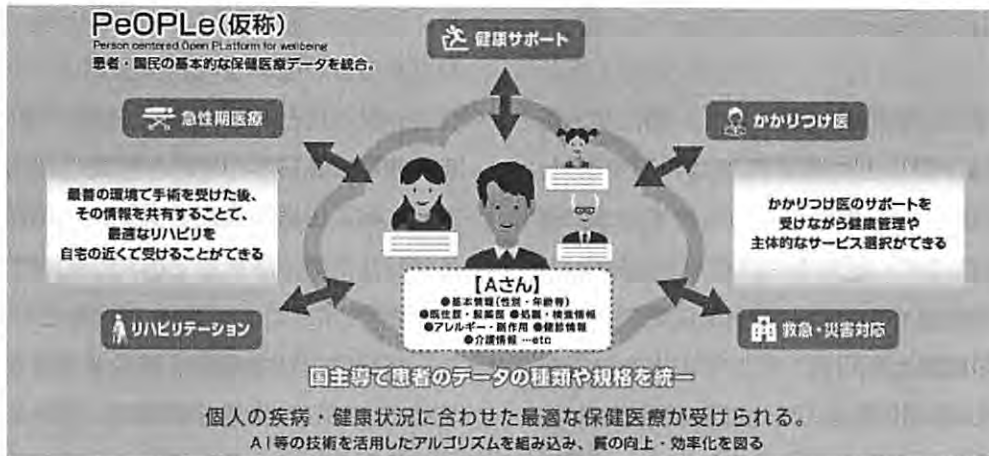 PeOPLe(仮称)
Person centered Open PLatform for wellbeing
患者・国民の基本的な保健医療データを統合。
健康サポート
急性期医療
かかりつけ医
最善の環境で手術を受けた後、
その情報を共有することで、
最適なリハビリを
自宅の近くで受けることができる
かかりつけ医のサポートを
受けながら健康管理や
主体的なサービス選択ができる
【Aさん】
●基本情報(性別・年齢等)
●既往歴・服薬歴 ●処置・検査情報
●アレルギー・副作用 ●健診情報
●介護情報 …etc
リハビリテーション
救急・災害対応
国主導で患者のデータの種類や規格を統一
個人の疾病・健康状況に合わせた最適な保健医療が受けられる。
AI等の技術を活用したアルゴリズムを組み込み、質の向上・効率化を図る